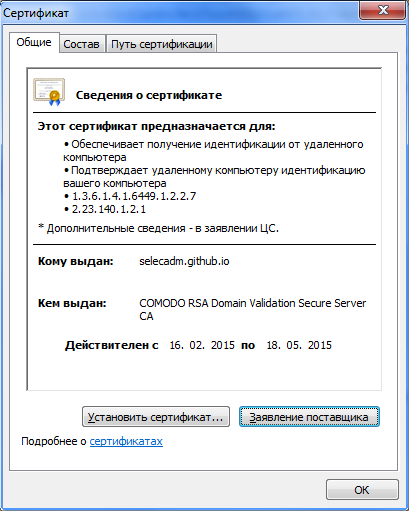 Сертификат
Общие Состав Путь сертификации
Сведения о сертификате
Этот сертификат предназначается для:
• Обеспечивает получение идентификации от удаленного
компьютера
• Подтверждает удаленному компьютеру идентификацию
вашего компьютера
• 1.3.6.1.4.1.6449.1.2.2.7
• 2.23.140.1.2.1
* Дополнительные сведения - в заявлении ЦС.
Кому выдан: selecadm.github.io
Кем выдан: COMODO RSA Domain Validation Secure Server
CA
Действителен с 16. 02. 2015 по 18. 05. 2015
Установить сертификат... Заявление поставщика
Подробнее о сертификатах
ОК